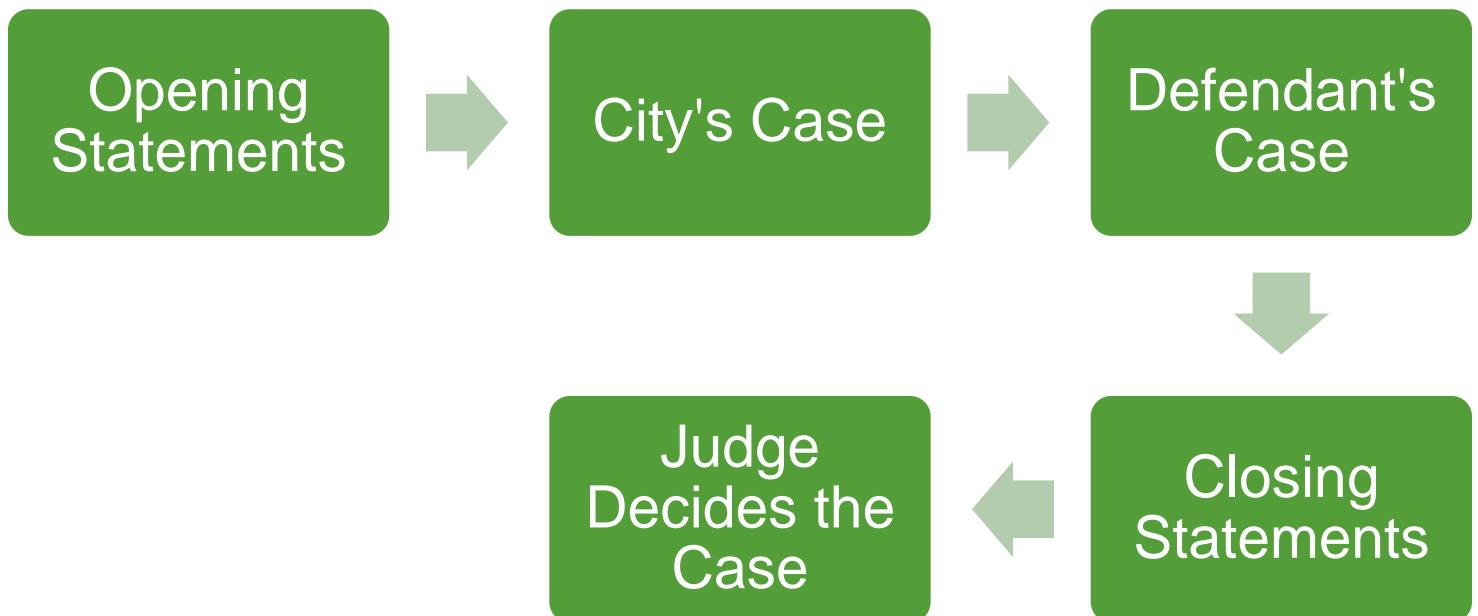 Opening
Statements
City's Case
Defendant's
Case
Closing
Statements
Judge
Decides the
Case